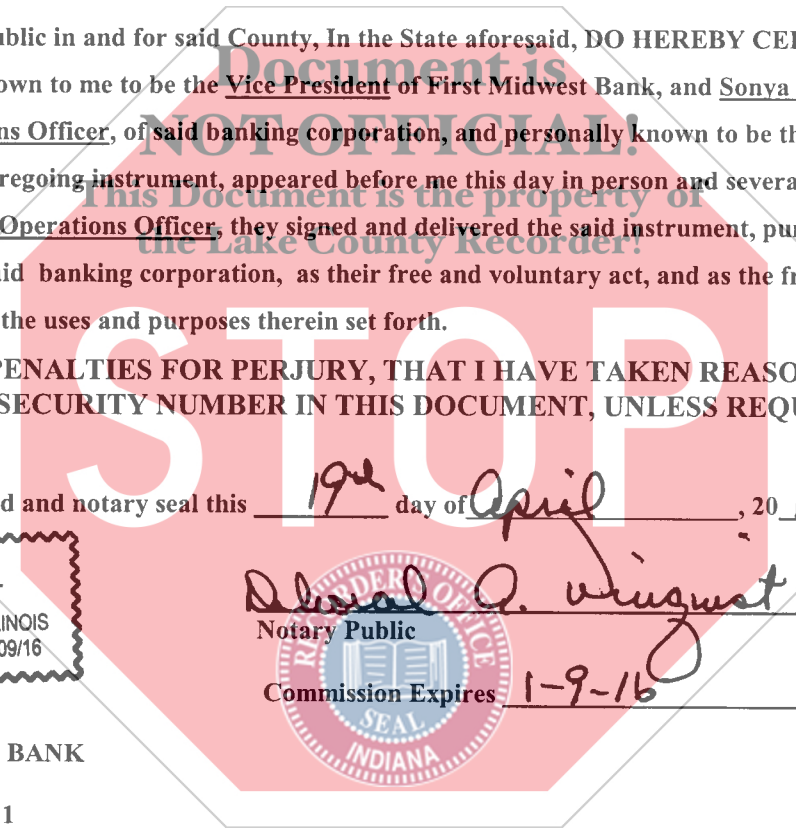 ublic in and for said County, In the State aforesaid, DO HEREBY CE
own to me to be the Vice President of First Midwest Bank, and Sonya
ns Officer, of said banking corporation, and personally known to be th
regoing instrument, appeared before me this day in person and severa
Operations Officer, they signed and delivered the said instrument, pu
id banking corporation, as their free and voluntary act, and as the fr
the uses and purposes therein set forth.
Document is
NOT OFFICIAL!
This Document is the property of
the Lake County Recorder!
STOP
PENALTIES FOR PERJURY, THAT I HAVE TAKEN REASO
SECURITY NUMBER IN THIS DOCUMENT, UNLESS REQU
d and notary seal this 19th day of April, 20
INOIS
09/16
Deborah A. Winquist
Notary Public
Commission Expires 1-9-16
RECORDER OFFICE
SEAL
INDIANA
BANK
1